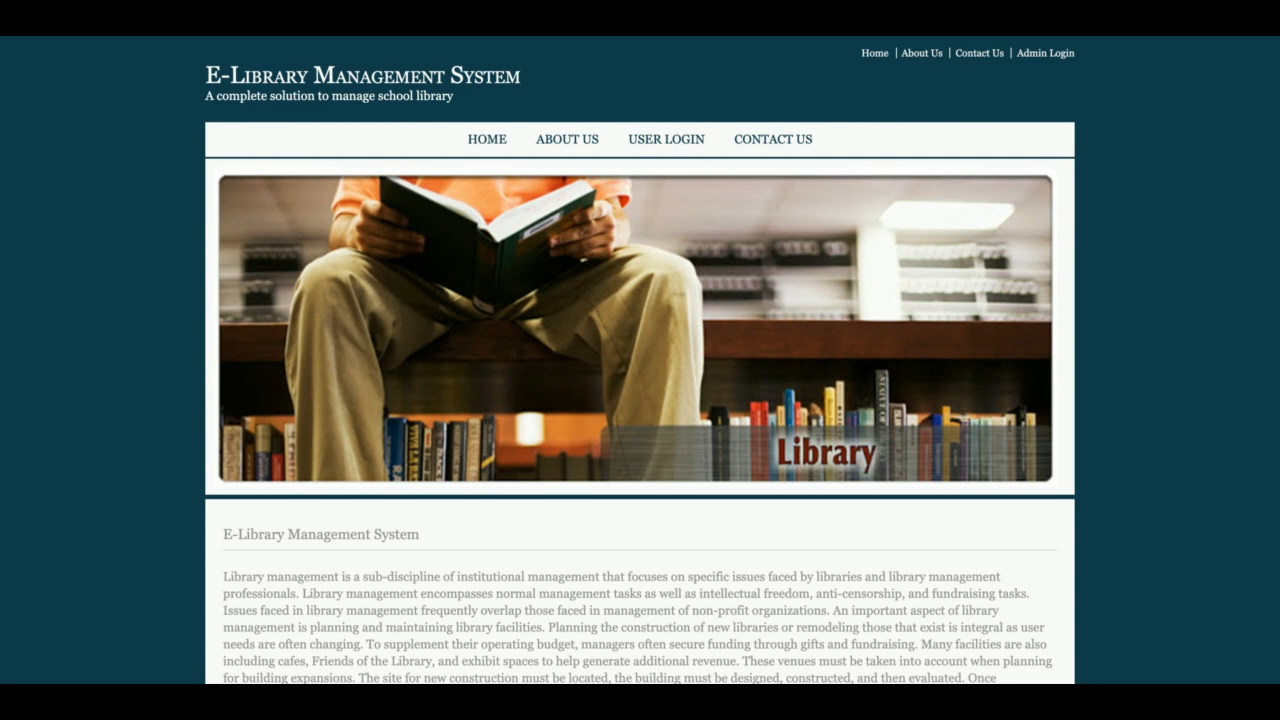 Home | About Us | Contact Us | Admin Login
E-Library Management System
A complete solution to manage school library
HOME ABOUT US USER LOGIN CONTACT US
Library
E-Library Management System
Library management is a sub-discipline of institutional management that focuses on specific issues faced by libraries and library management
professionals. Library management encompasses normal management tasks as well as intellectual freedom, anti-censorship, and fundraising tasks.
Issues faced in library management frequently overlap those faced in management of non-profit organizations. An important aspect of library
management is planning and maintaining library facilities. Planning the construction of new libraries or remodeling those that exist is integral as user
needs are often changing. To supplement their operating budget, managers often secure funding through gifts and fundraising. Many facilities are also
including cafes, Friends of the Library, and exhibit spaces to help generate additional revenue. These venues must be taken into account when planning
for building expansions. The site for new construction must be located, the building must be designed, constructed, and then evaluated. Once